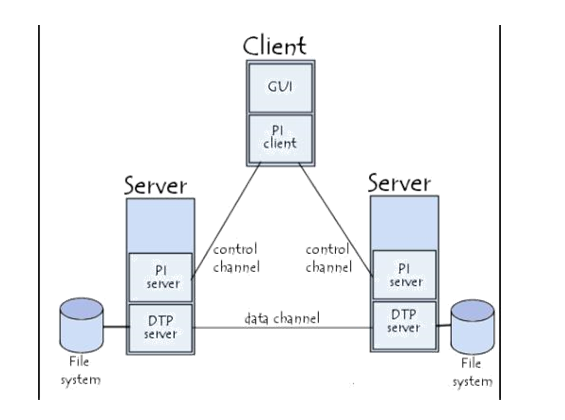 Client
GUI
PI
client
Server
Server
control
channel
control
channel
PI
server
PI
server
DTP
server
data channel
DTP
server
File
system
File
system